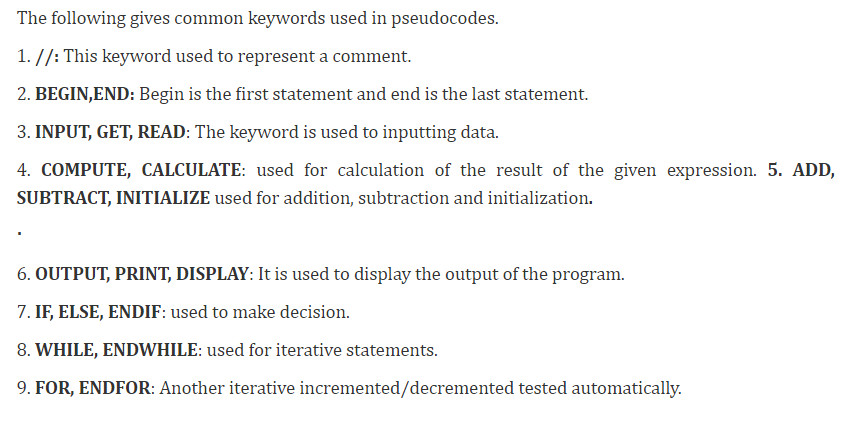 The following gives common keywords used in pseudocodes.
1. //: This keyword used to represent a comment.
2. BEGIN,END: Begin is the first statement and end is the last statement.
3. INPUT, GET, READ: The keyword is used to inputting data.
4. COMPUTE, CALCULATE: used for calculation of the result of the given expression. 5. ADD,
SUBTRACT, INITIALIZE used for addition, subtraction and initialization.
.
6. OUTPUT, PRINT, DISPLAY: It is used to display the output of the program.
7. IF, ELSE, ENDIF: used to make decision.
8. WHILE, ENDWHILE: used for iterative statements.
9. FOR, ENDFOR: Another iterative incremented/decremented tested automatically.